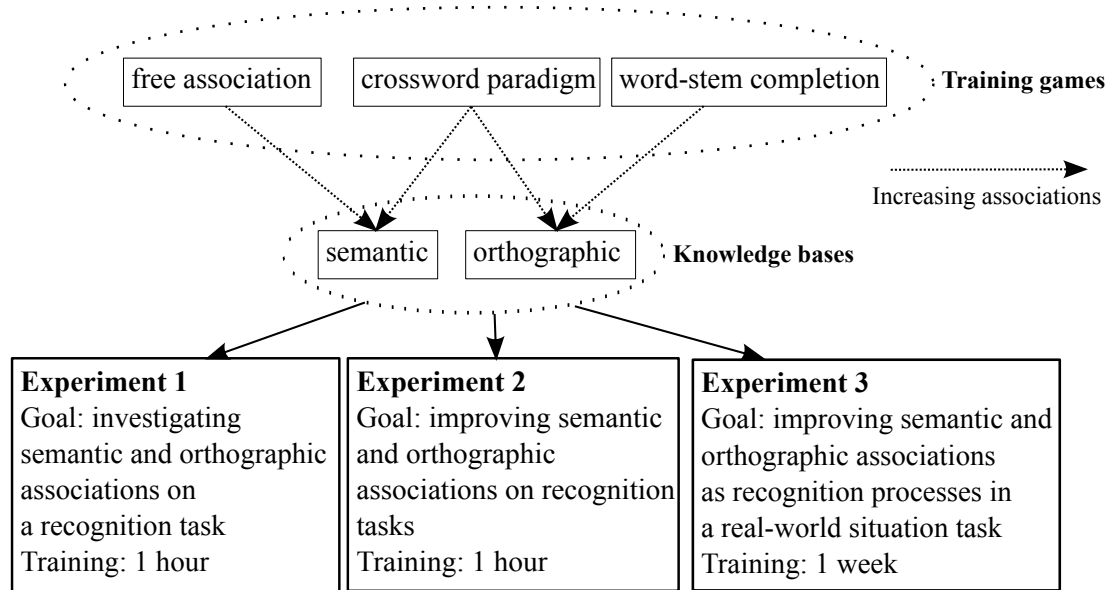 free association
crossword paradigm
word-stem completion
Training games
Increasing associations
semantic
orthographic
Knowledge bases
Experiment 1
Goal: investigating
semantic and orthographic
associations on
a recognition task
Training: 1 hour
Experiment 2
Goal: improving semantic
and orthographic
associations on recognition
tasks
Training: 1 hour
Experiment 3
Goal: improving semantic and
orthographic associations
as recognition processes in
a real-world situation task
Training: 1 week